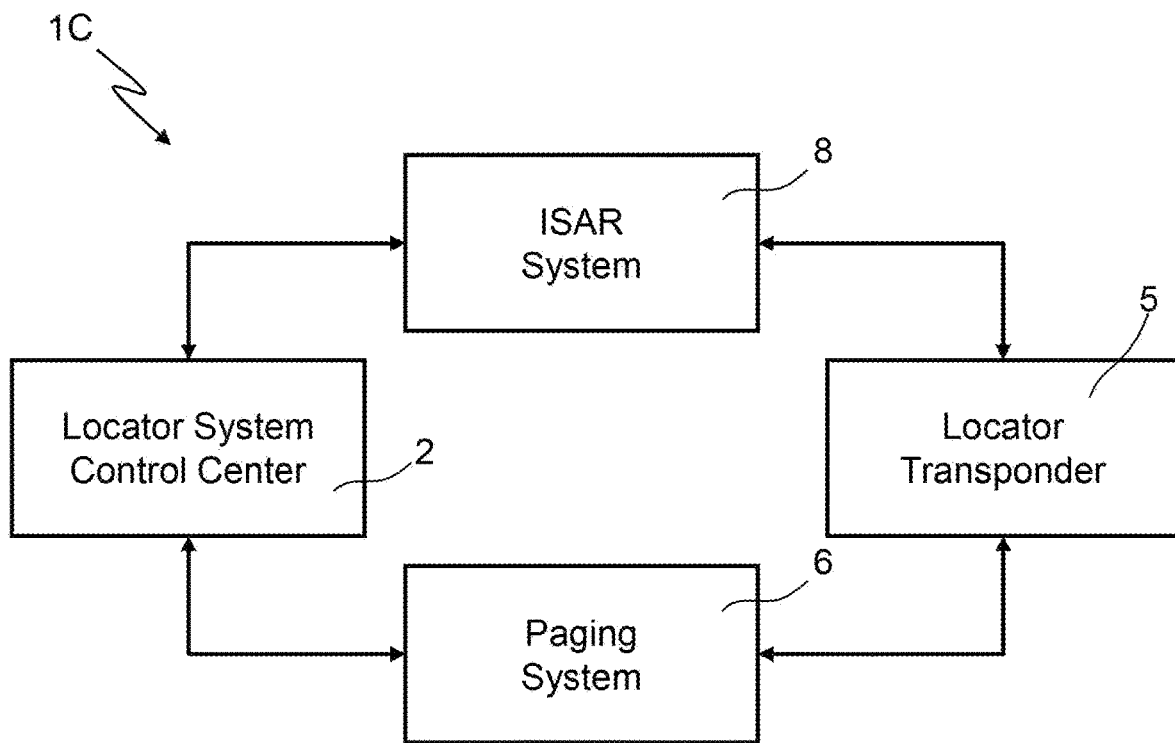 1C
8
ISAR
System
5
Locator System
Control Center
2
Locator
Transponder
6
Paging
System